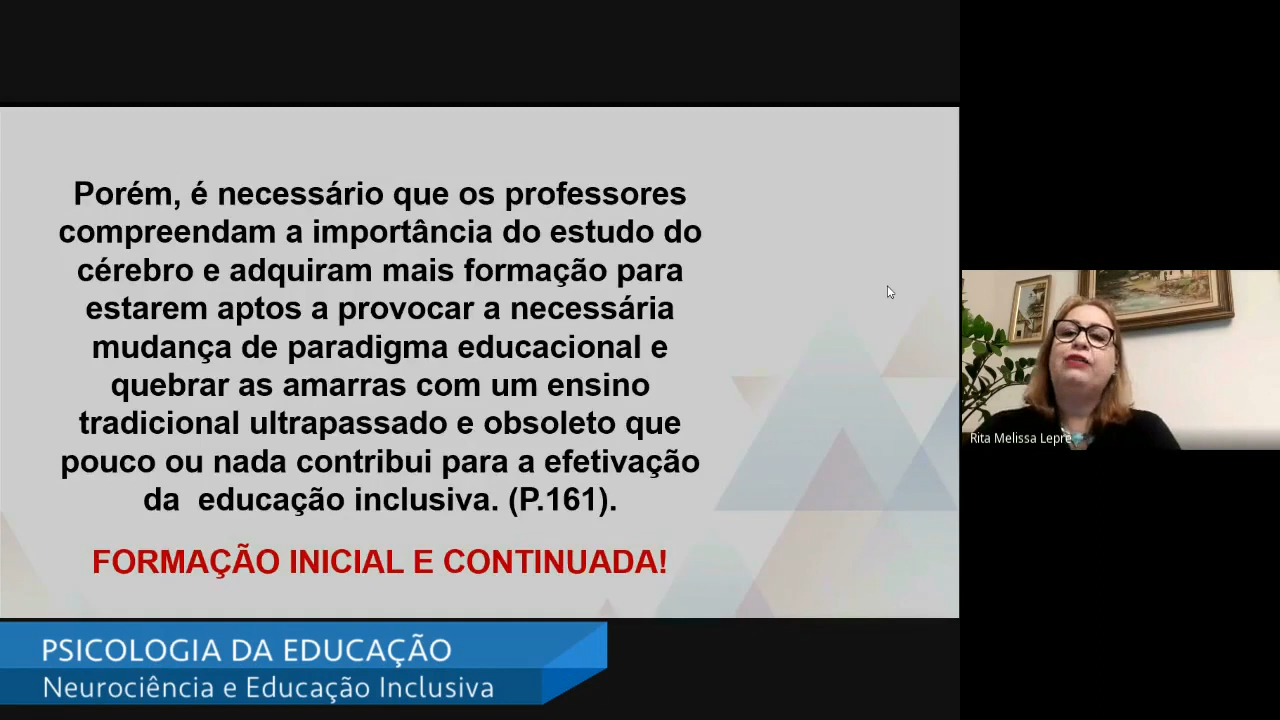 Porém, é necessário que os professores
compreendam a importância do estudo do
cérebro e adquiram mais formação para
estarem aptos a provocar a necessária
mudança de paradigma educacional e
quebrar as amarras com um ensino
tradicional ultrapassado e obsoleto que
pouco ou nada contribui para a efetivação
da educação inclusiva. (P.161).
FORMAÇÃO INICIAL E CONTINUADA!
Rita Melissa Lepre
PSICOLOGIA DA EDUCAÇÃO
Neurociência e Educação Inclusiva